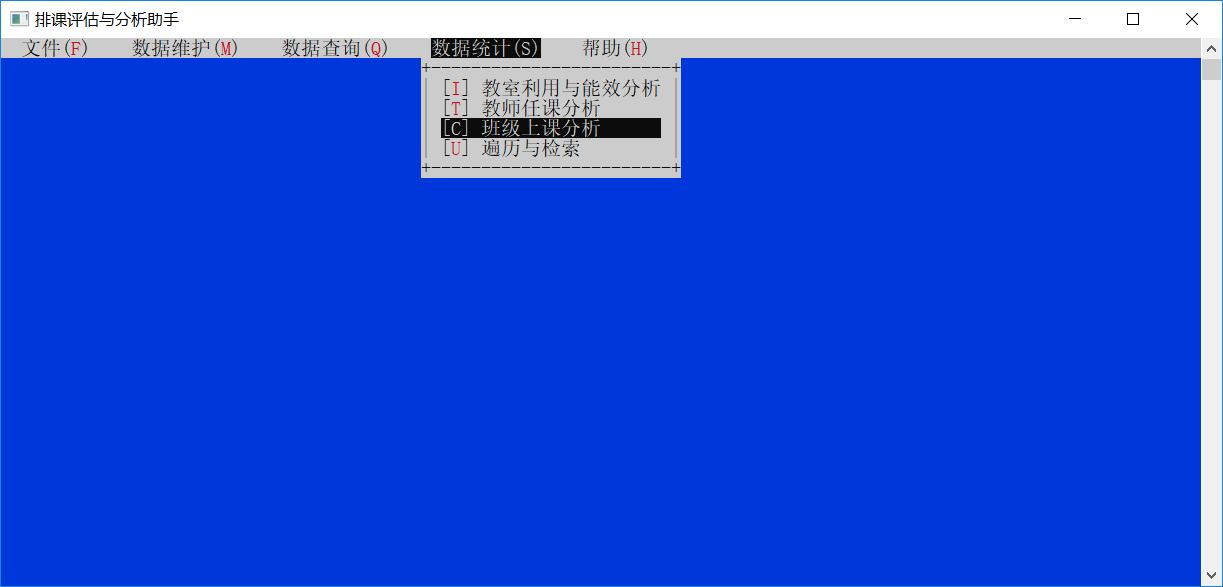 排课评估与分析助手
文件(F) 数据维护(M) 数据查询(Q) 数据统计(S) 帮助(H)
[I] 教室利用与能效分析
[T] 教师任课分析
[C] 班级上课分析
[U] 遍历与检索